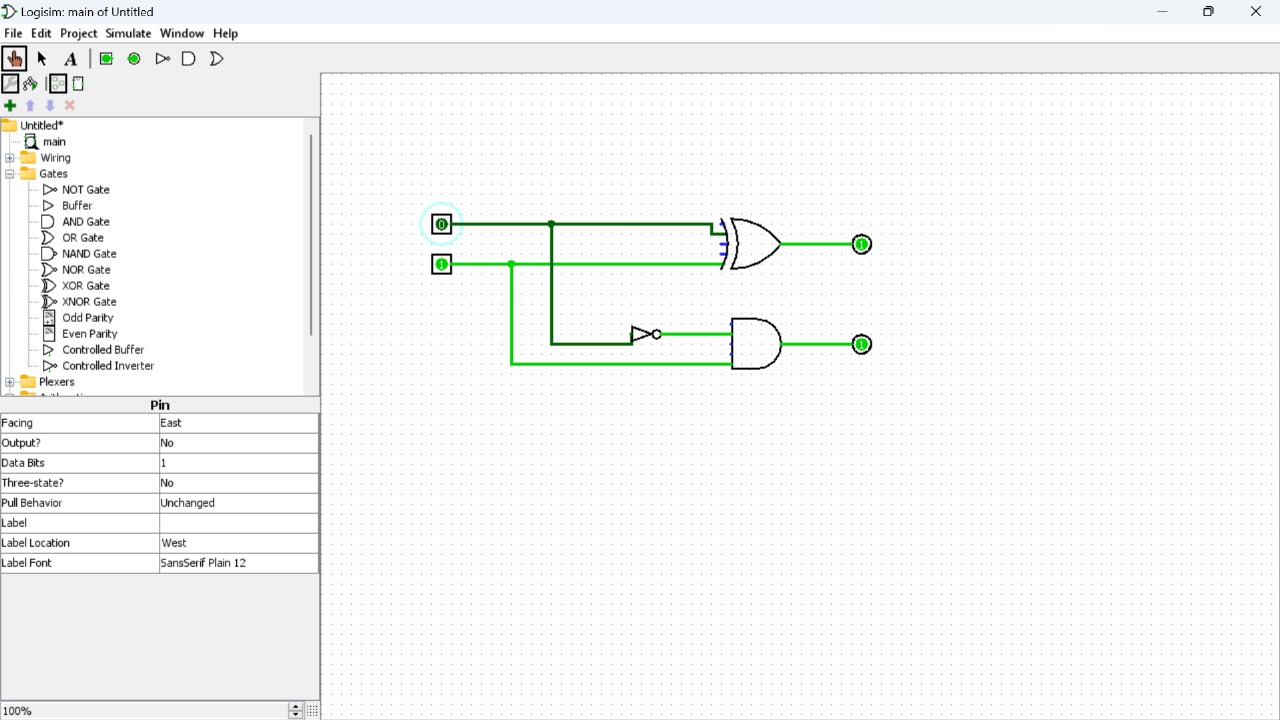 Logisim: main of Untitled
File Edit Project Simulate Window Help
A
Untitled*
main
Wiring
Gates
NOT Gate
Buffer
AND Gate
OR Gate
NAND Gate
NOR Gate
XOR Gate
XNOR Gate
Odd Parity
Even Parity
Controlled Buffer
Controlled Inverter
Plexers
Pin
Facing East
Output? No
Data Bits 1
Three-state? No
Pull Behavior Unchanged
Label
Label Location West
Label Font SansSerif Plain 12
100%
0
1
1
1